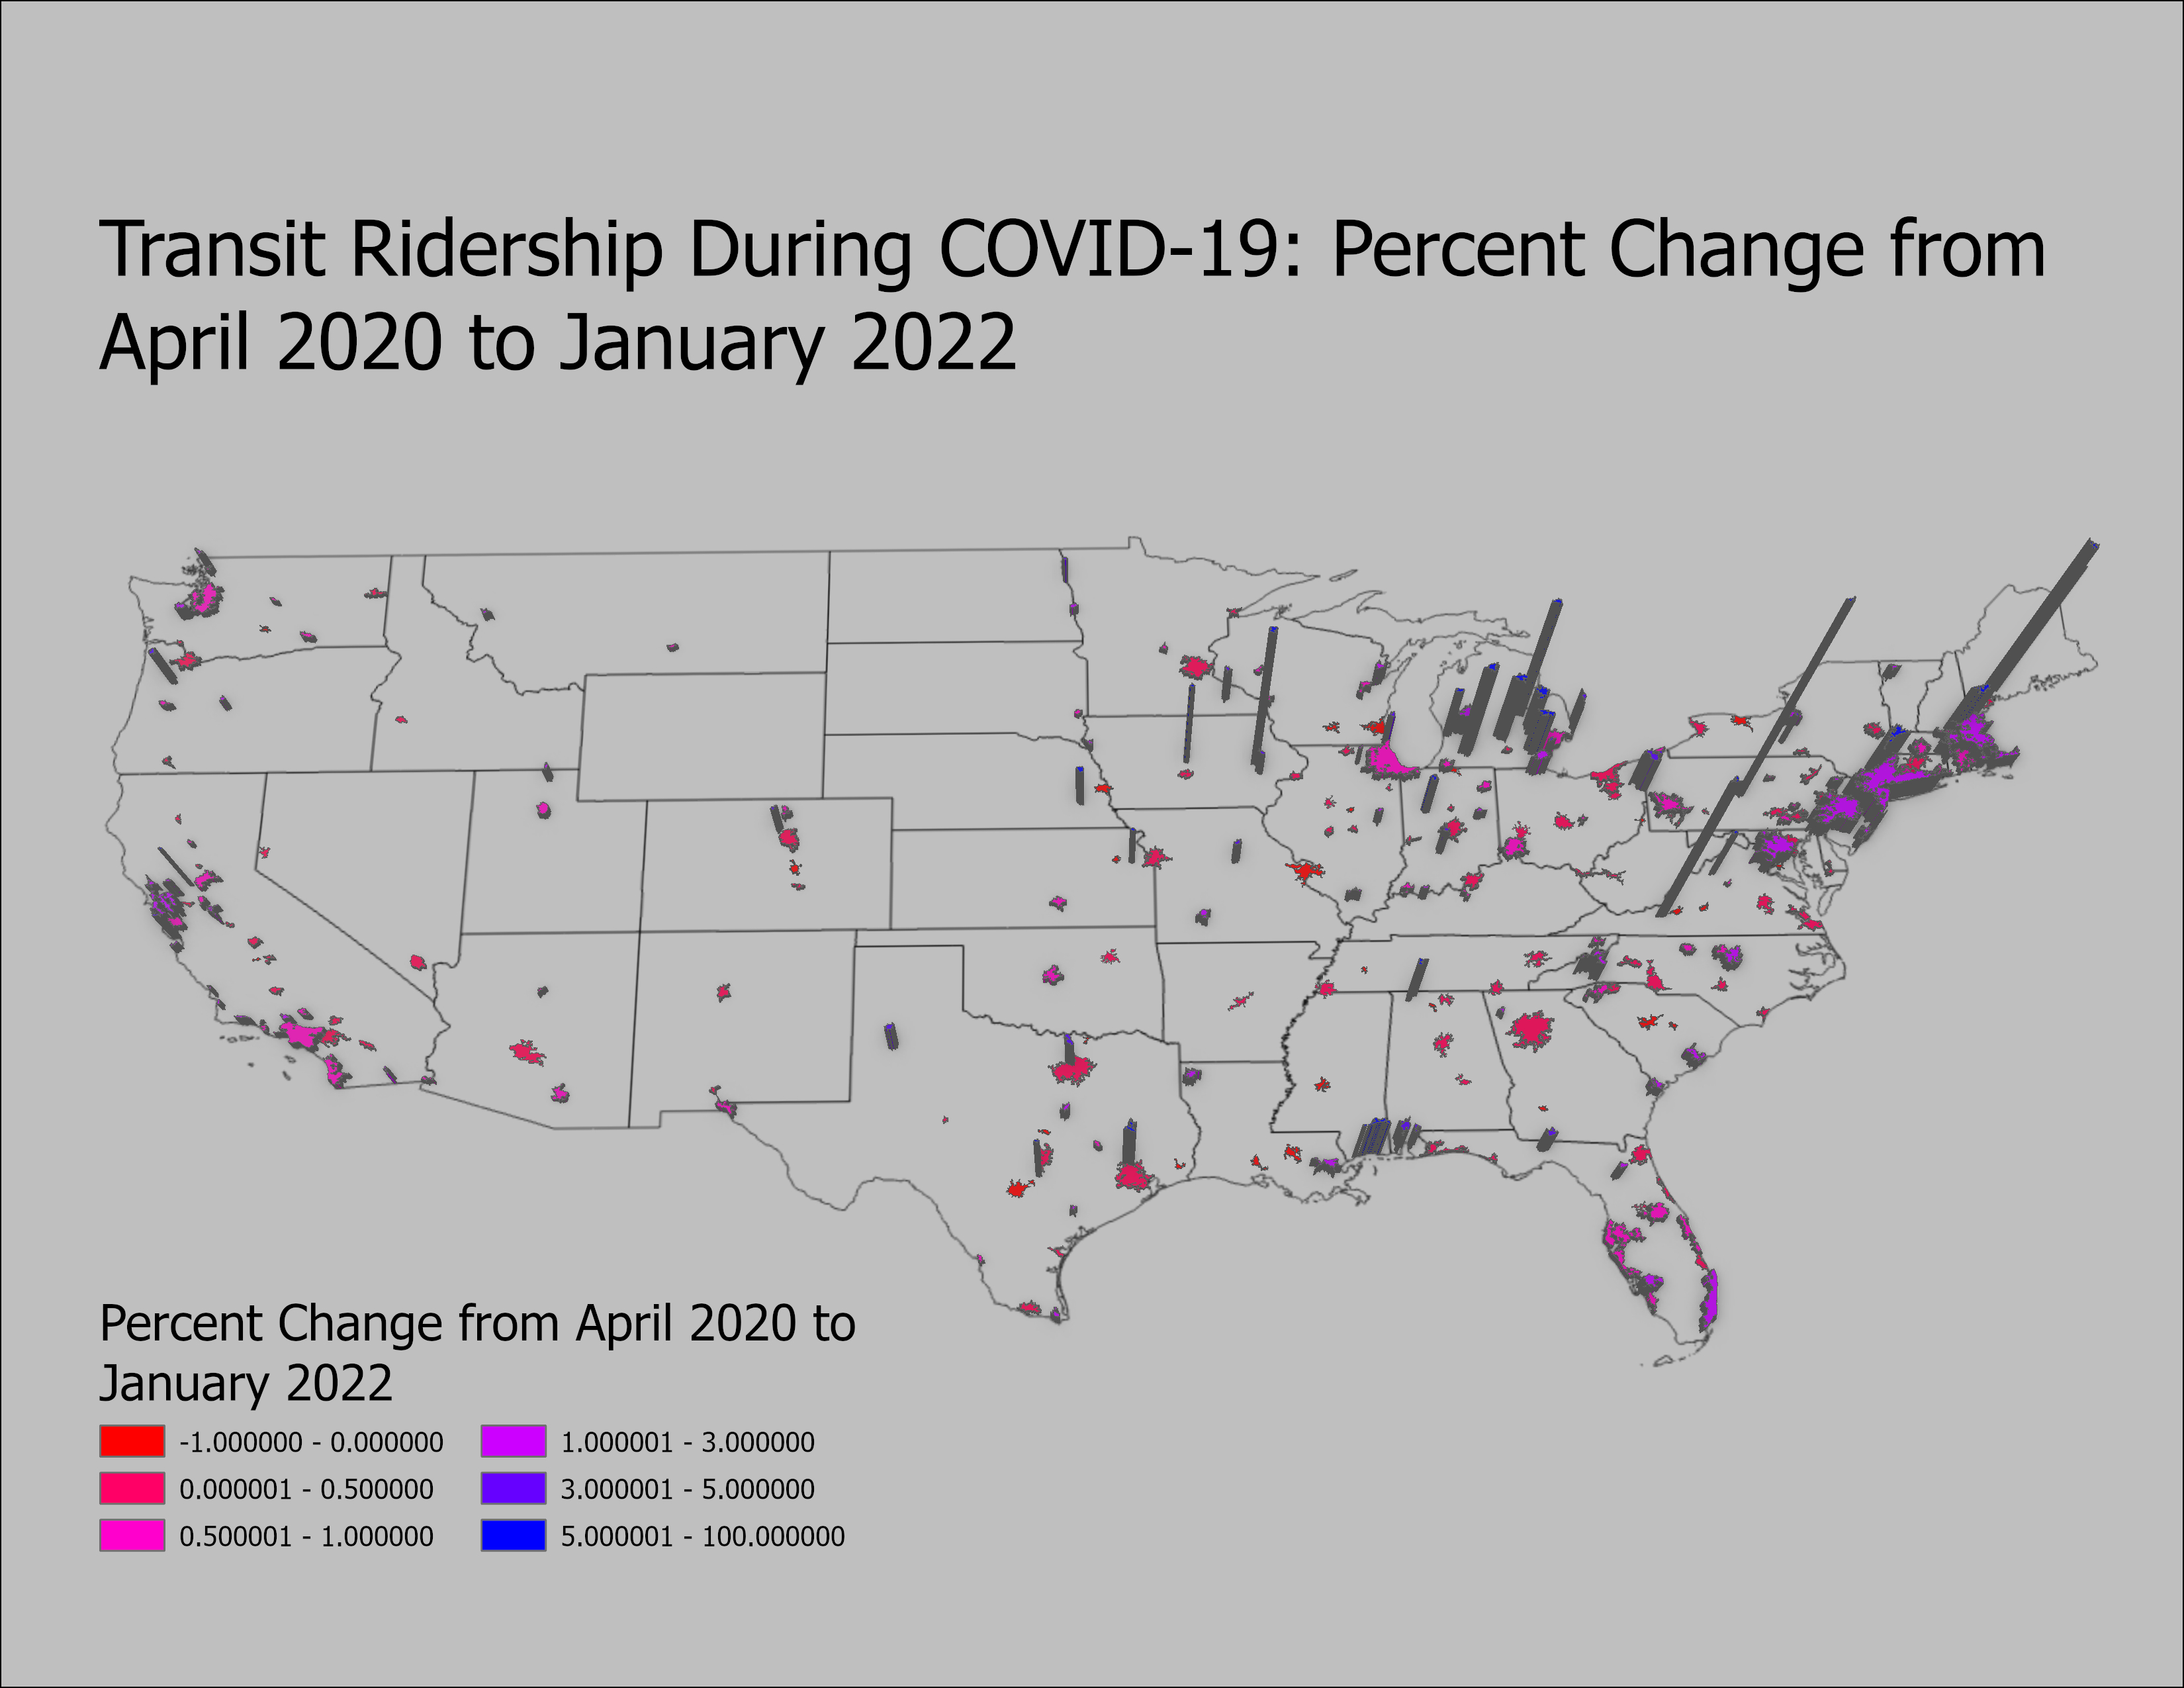 Transit Ridership During COVID-19: Percent Change from
April 2020 to January 2022
Percent Change from April 2020 to
January 2022
-1.000000 - 0.000000
0.000001 - 0.500000
0.500001 - 1.000000
1.000001 - 3.000000
3.000001 - 5.000000
5.000001 - 100.000000